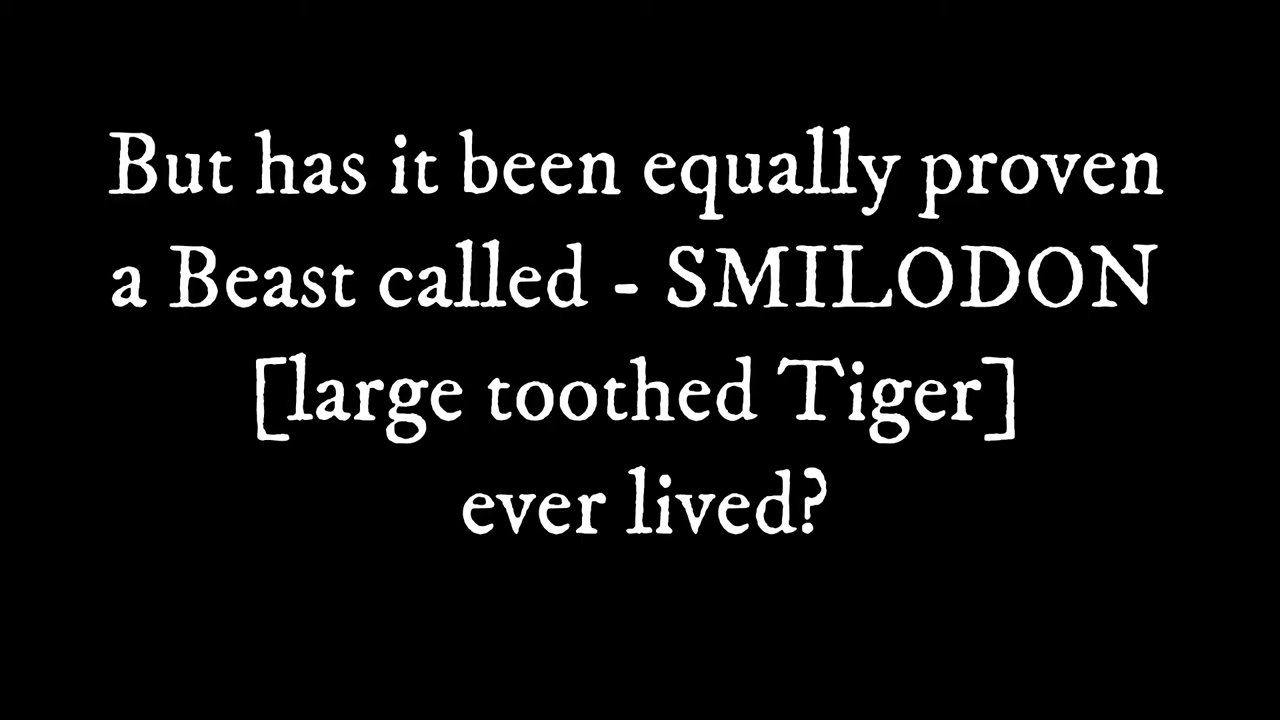 But has it been equally proven
a Beast called - SMILODON
[large toothed Tiger]
ever lived?